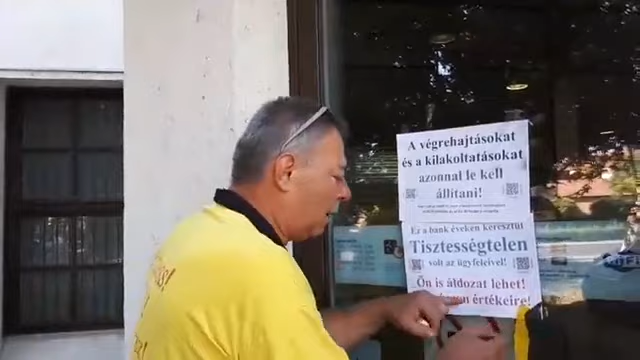 A végrehajtásokat
és a kilakoltatásokat
azonnal le kell
állítani!
Ez a bank éveken keresztül
Tisztességtelen
volt az ügyfeleivel!
Ön is áldozat lehet!
értékeire!